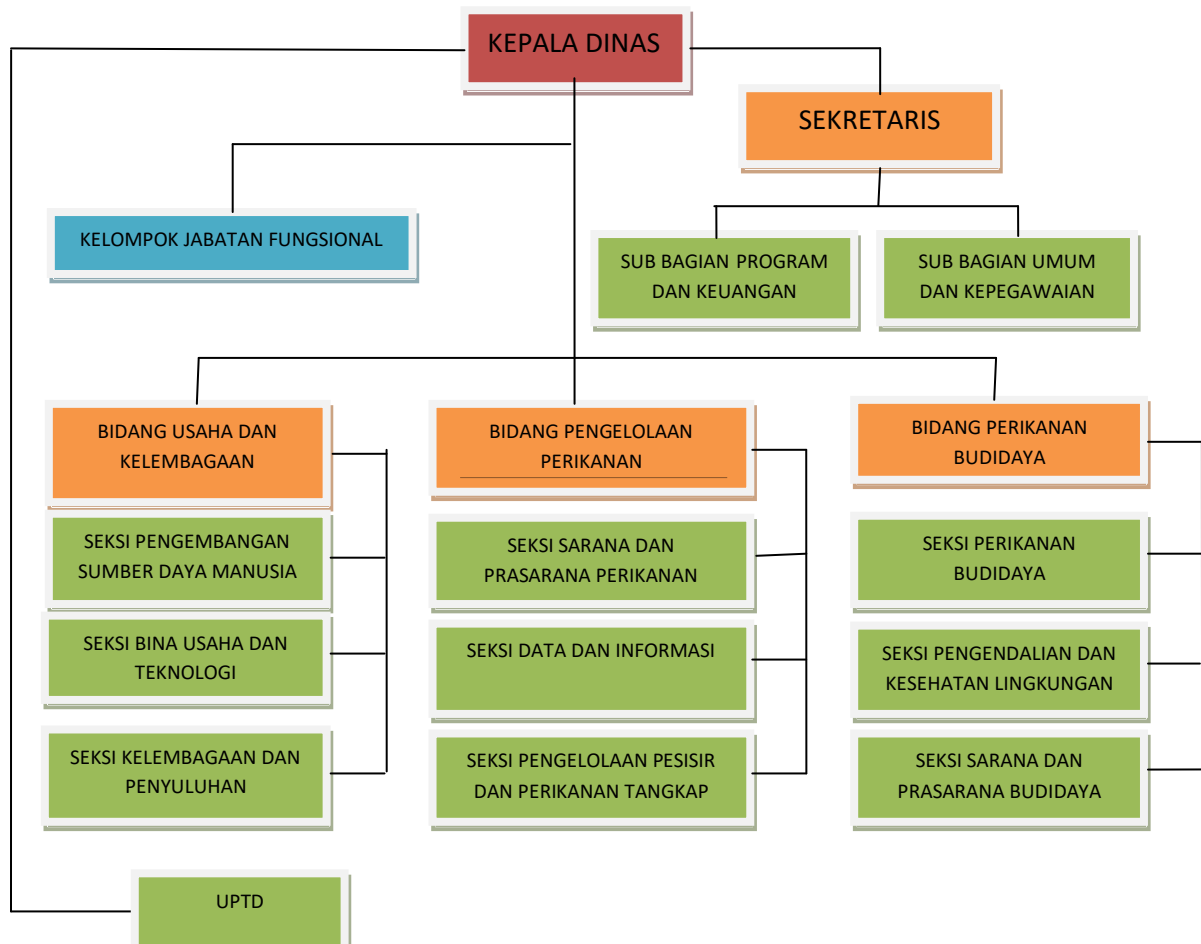 KEPALA DINAS
SEKRETARIS
KELOMPOK JABATAN FUNGSIONAL
SUB BAGIAN PROGRAM
DAN KEUANGAN
SUB BAGIAN UMUM
DAN KEPEGAWAIAN
BIDANG USAHA DAN
KELEMBAGAAN
SEKSI PENGEMBANGAN
SUMBER DAYA MANUSIA
SEKSI BINA USAHA DAN
TEKNOLOGI
SEKSI KELEMBAGAAN DAN
PENYULUHAN
BIDANG PENGELOLAAN
PERIKANAN
SEKSI SARANA DAN
PRASARANA PERIKANAN
SEKSI DATA DAN INFORMASI
SEKSI PENGELOLAAN PESISIR
DAN PERIKANAN TANGKAP
BIDANG PERIKANAN
BUDIDAYA
SEKSI PERIKANAN
BUDIDAYA
SEKSI PENGENDALIAN DAN
KESEHATAN LINGKUNGAN
SEKSI SARANA DAN
PRASARANA BUDIDAYA
UPTD